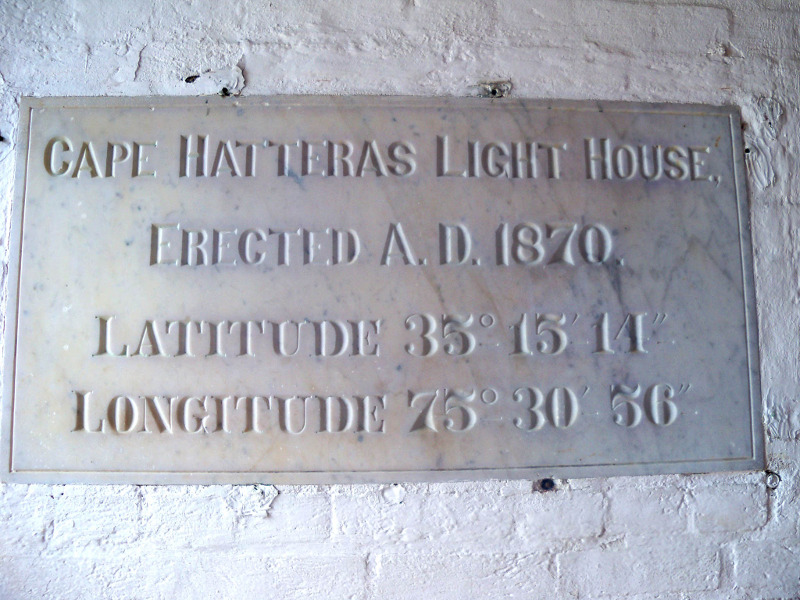 Cape Hatteras Light House,
Erected A.D. 1870.
Latitude 35° 15′ 14″
Longitude 75° 30′ 56″